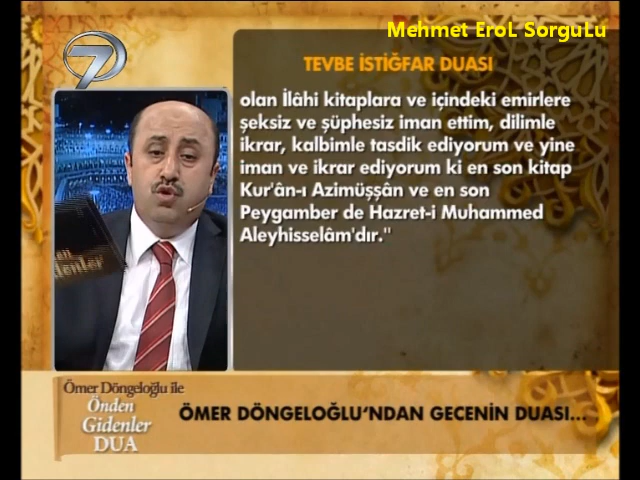 Mehmet EroL SorguLu
7
TEVBE İSTİĞFAR DUASI
olan İlâhi kitaplara ve içindeki emirlere
şeksiz ve şüphesiz iman ettim, dilimle
ikrar, kalbimle tasdik ediyorum ve yine
iman ve ikrar ediyorum ki en son kitap
Kur'ân-ı Azimüşşân ve en son
Peygamber de Hazret-i Muhammed
Aleyhisselâm'dır."
Ömer Döngeloğlu ile
Önden
Gidenler
DUA
ÖMER DÖNGELOĞLU‘NDAN GECENİN DUASI...